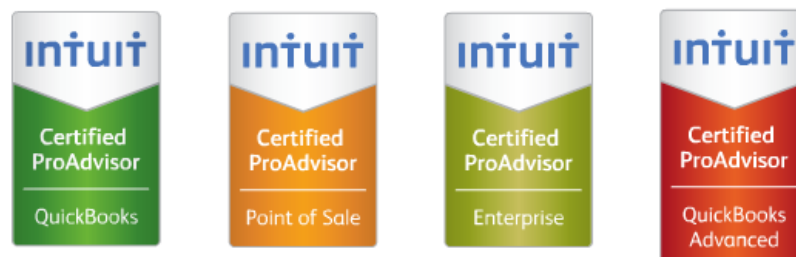 intuit
Certified
ProAdvisor
QuickBooks
intuit
Certified
ProAdvisor
Point of Sale
intuit
Certified
ProAdvisor
Enterprise
intuit
Certified
ProAdvisor
QuickBooks
Advanced